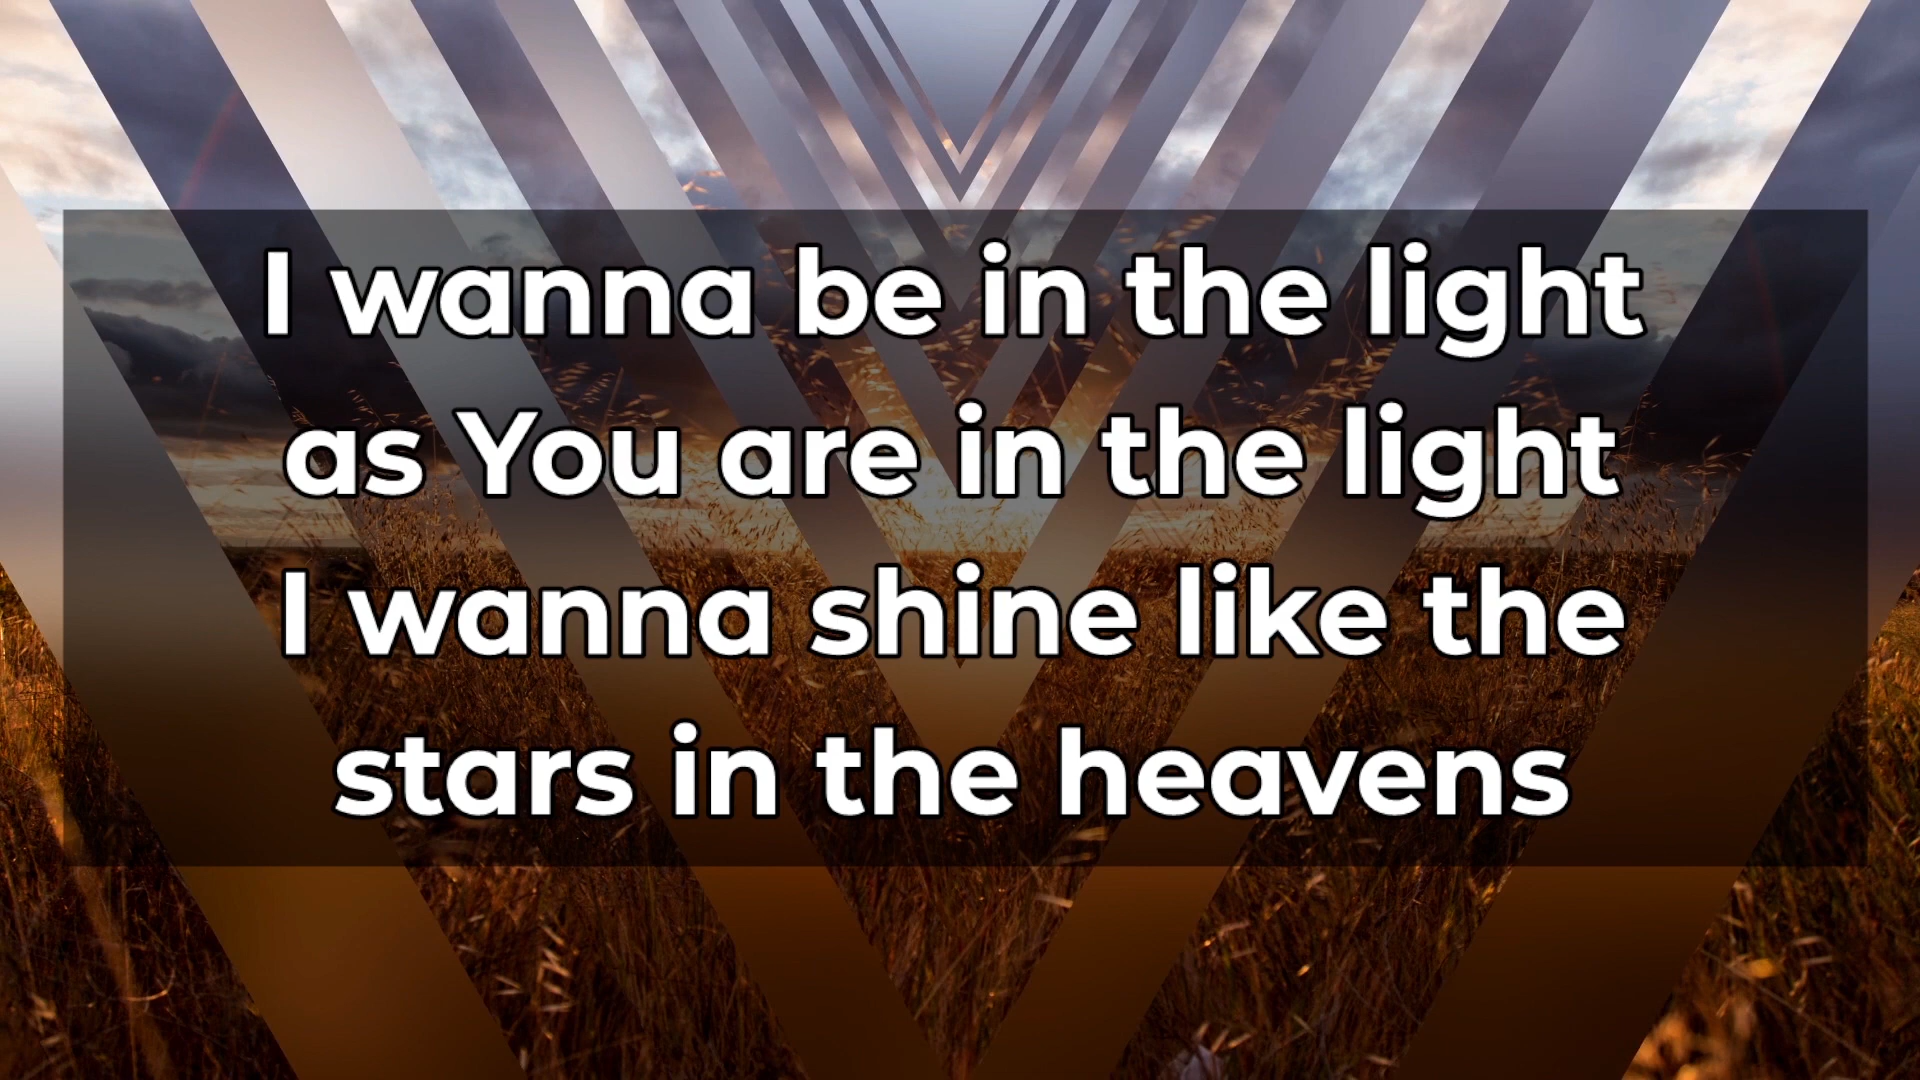 I wanna be in the light
as You are in the light
I wanna shine like the
stars in the heavens